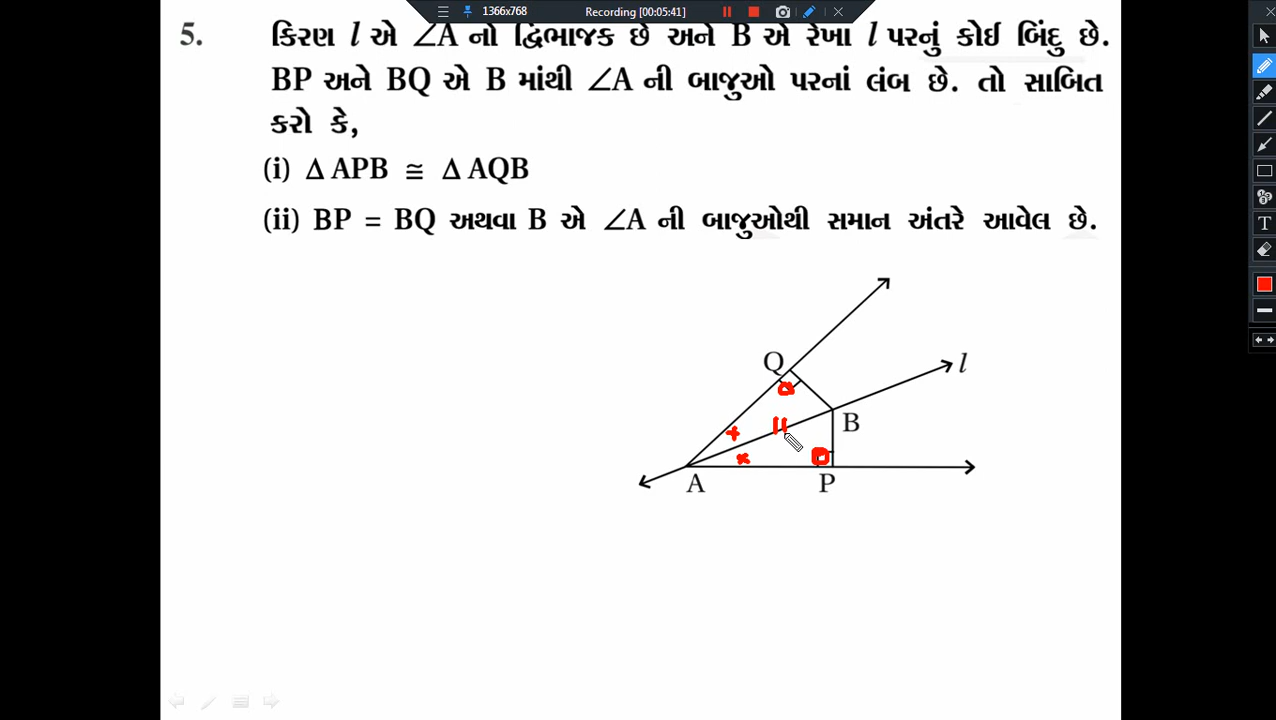 1366x768
Recording [00:05:41]
5.
કિરણ l એ ∠A નો દ્વિભાજક છે અને B એ રેખા l પરનું કોઈ બિંદુ છે.
BP અને BQ એ B માંથી ∠A ની બાજુઓ પરનાં લંબ છે. તો સાબિત
કરો કે,
(i) Δ APB ≅ Δ AQB
(ii) BP = BQ અથવા B એ ∠A ની બાજુઓથી સમાન અંતરે આવેલ છે.
Q
l
B
A
P
T